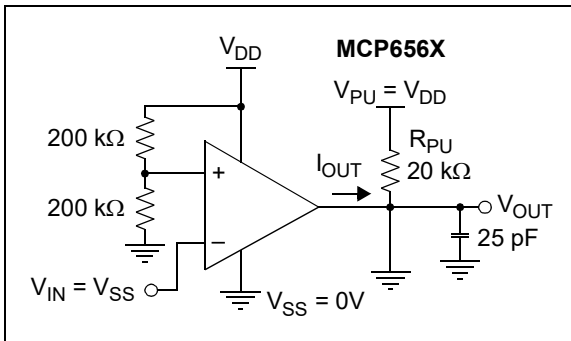 MCP656X
V_DD
V_PU = V_DD
200 kΩ
R_PU
20 kΩ
I_OUT
+
200 kΩ
V_OUT
−
25 pF
V_IN = V_SS
V_SS = 0V